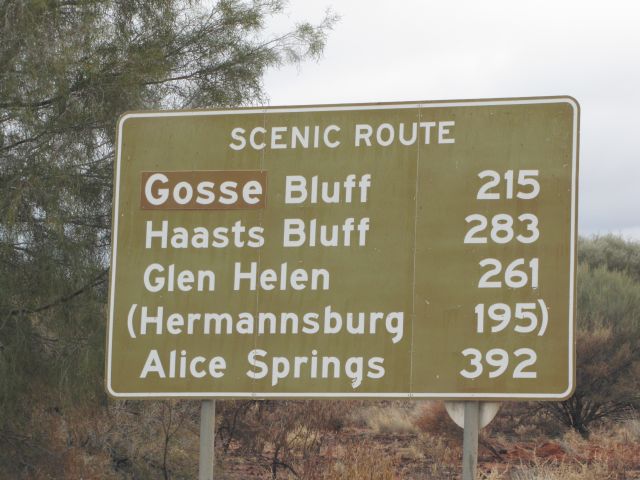 SCENIC ROUTE
Gosse Bluff 215
Haasts Bluff 283
Glen Helen 261
(Hermannsburg 195)
Alice Springs 392